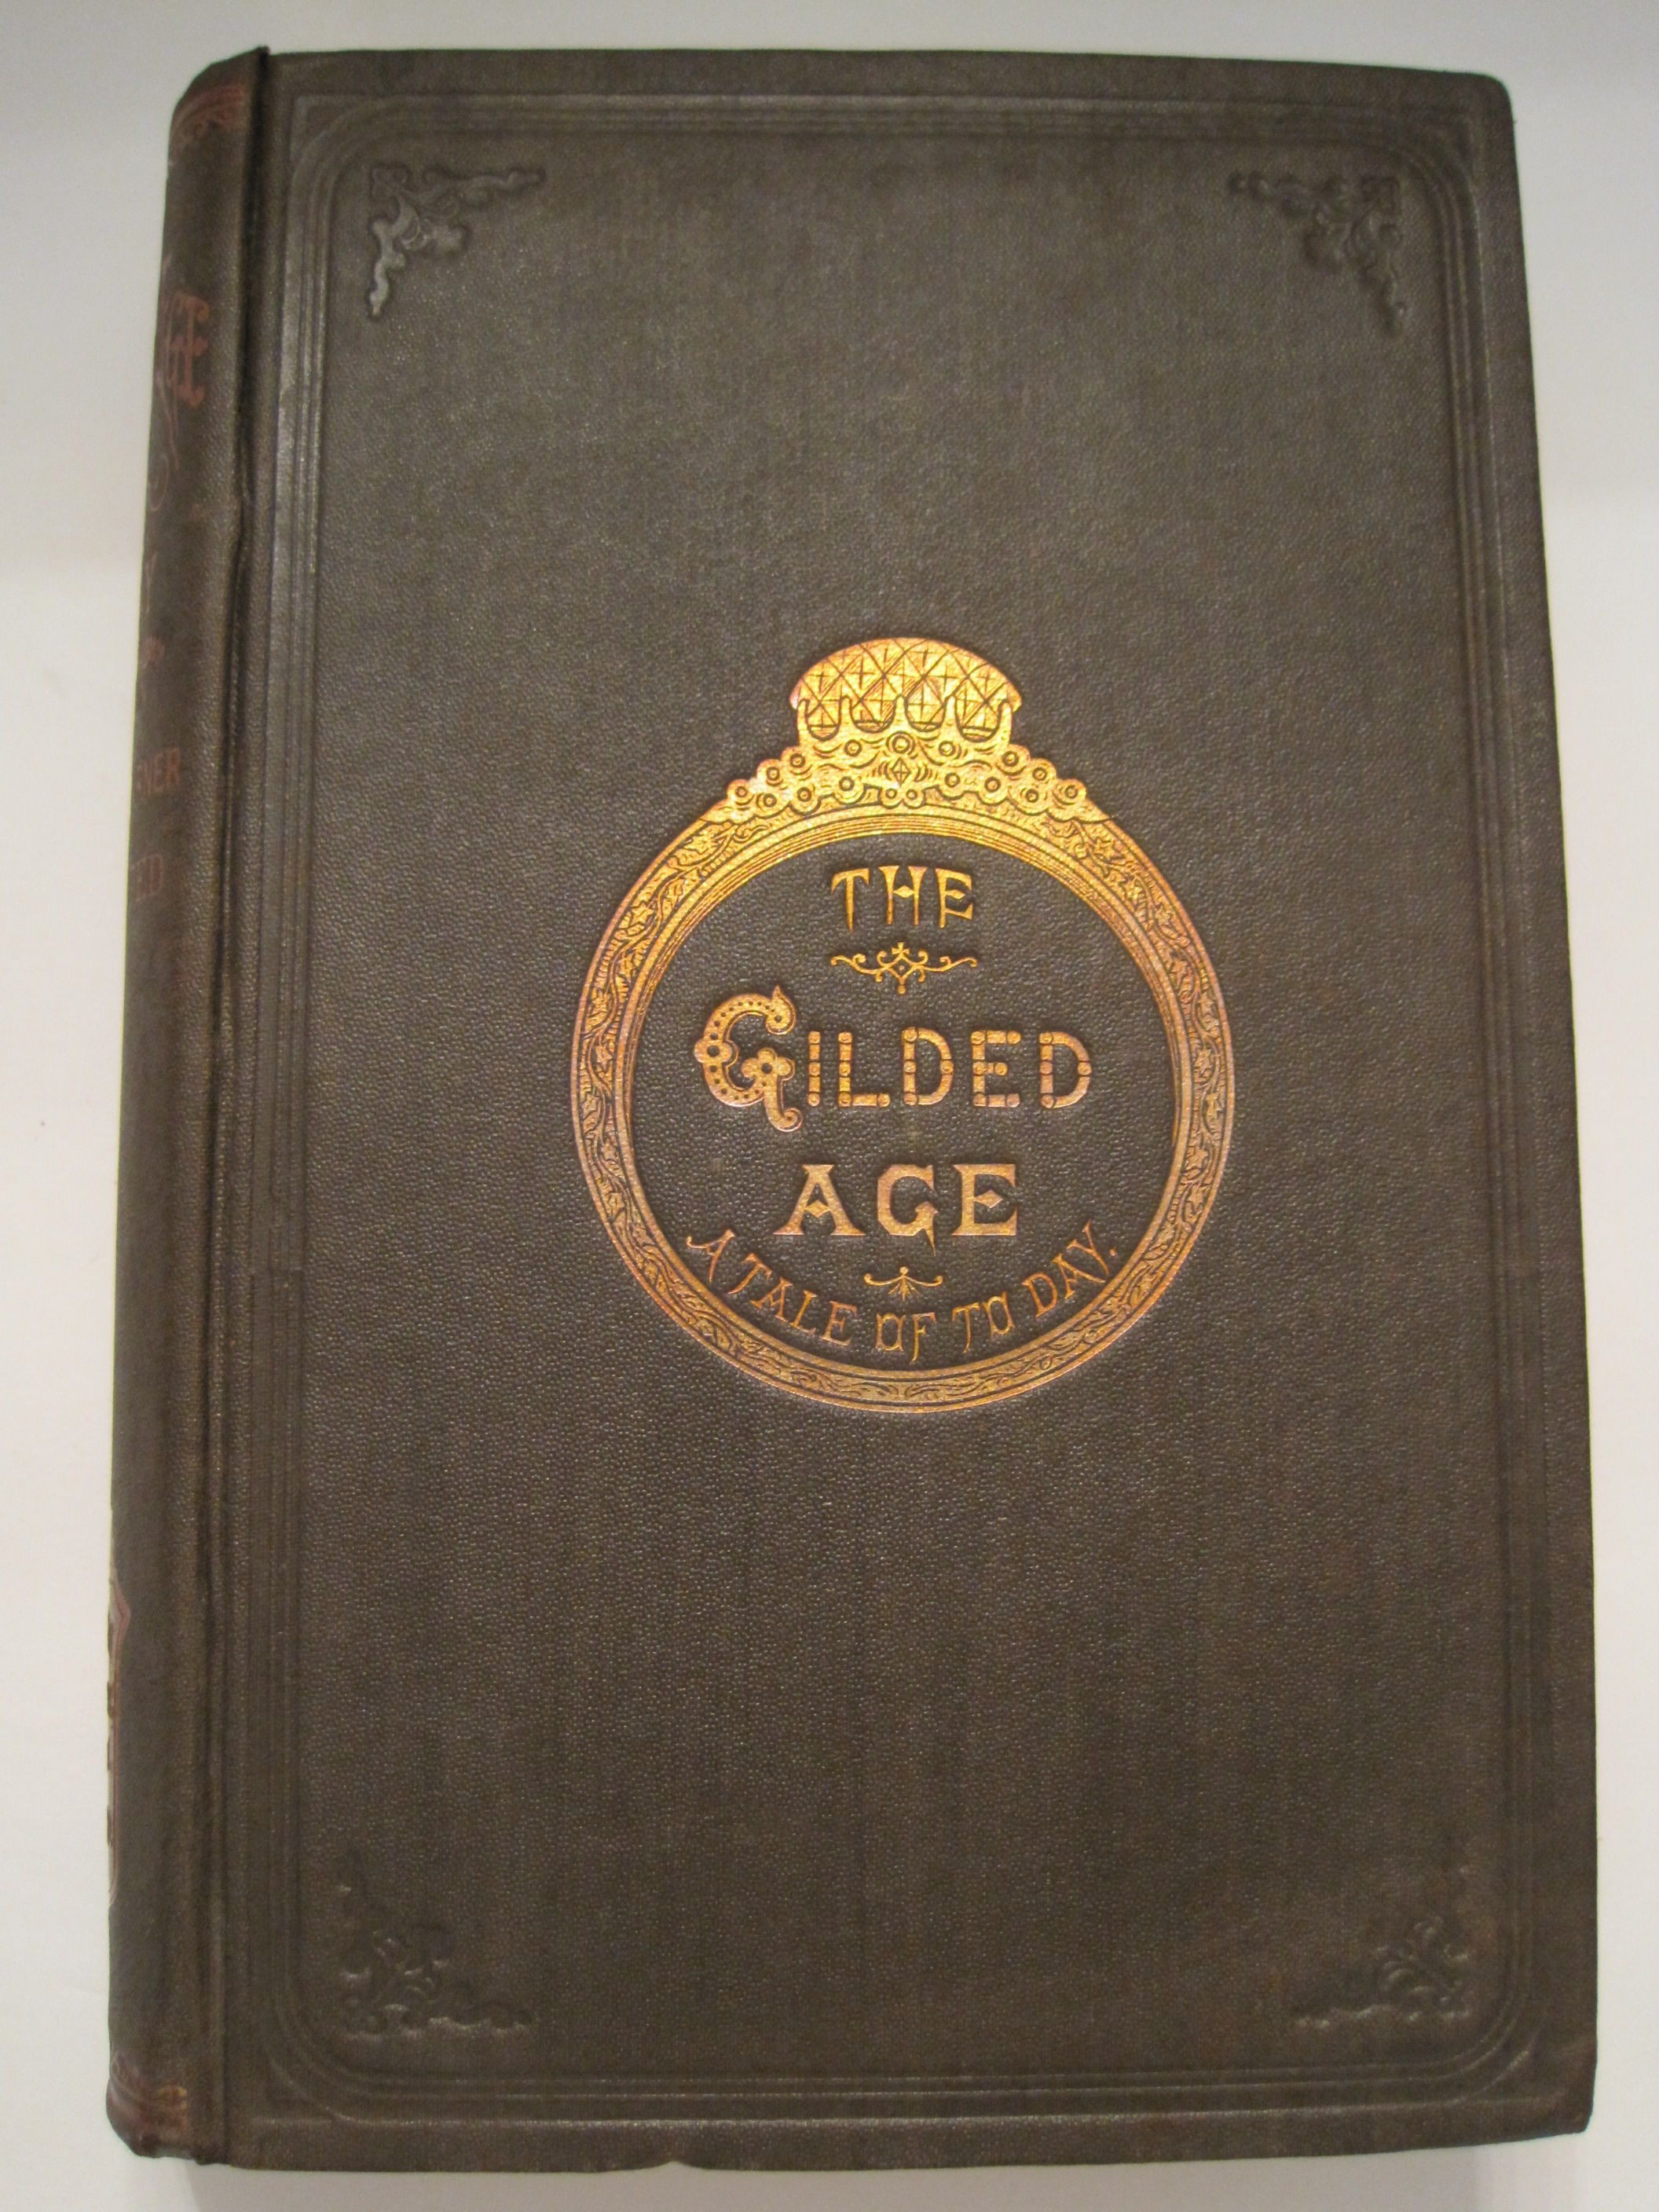 THE
GILDED
AGE
A TALE OF TO DAY.